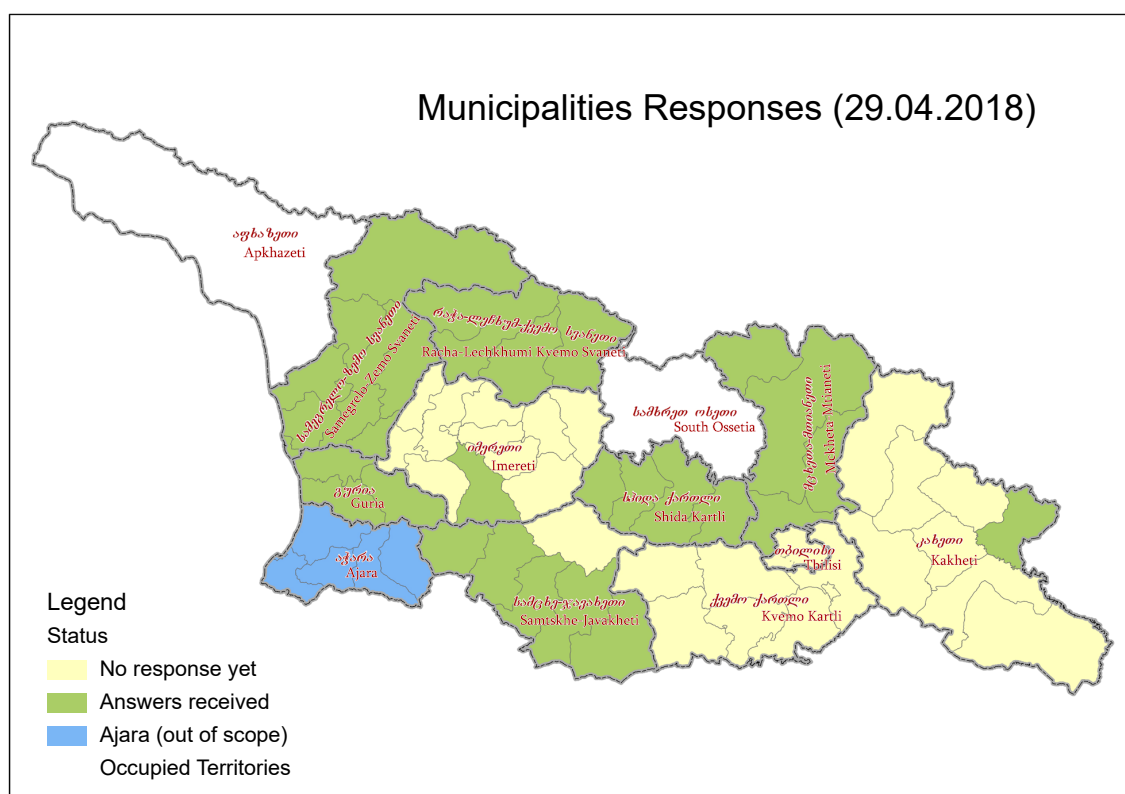 Municipalities Responses (29.04.2018)
აფხაზეთი
Apkhazeti
სამეგრელო-ზემო სვანეთი
Samegrelo-Zemo Svaneti
რაჭა-ლეჩხუმ-ქვემო სვანეთი
Racha-Lechkhumi Kvemo Svaneti
სამხრეთ ოსეთი
South Ossetia
მცხეთა-მთიანეთი
Mckheta-Mtianeti
იმერეთი
Imereti
გურია
Guria
შიდა ქართლი
Shida Kartli
თბილისი
Tbilisi
კახეთი
Kakheti
აჭარა
Ajara
სამცხე-ჯავახეთი
Samtskhe-Javakheti
ქვემო ქართლი
Kvemo Kartli
Legend
Status
No response yet
Answers received
Ajara (out of scope)
Occupied Territories